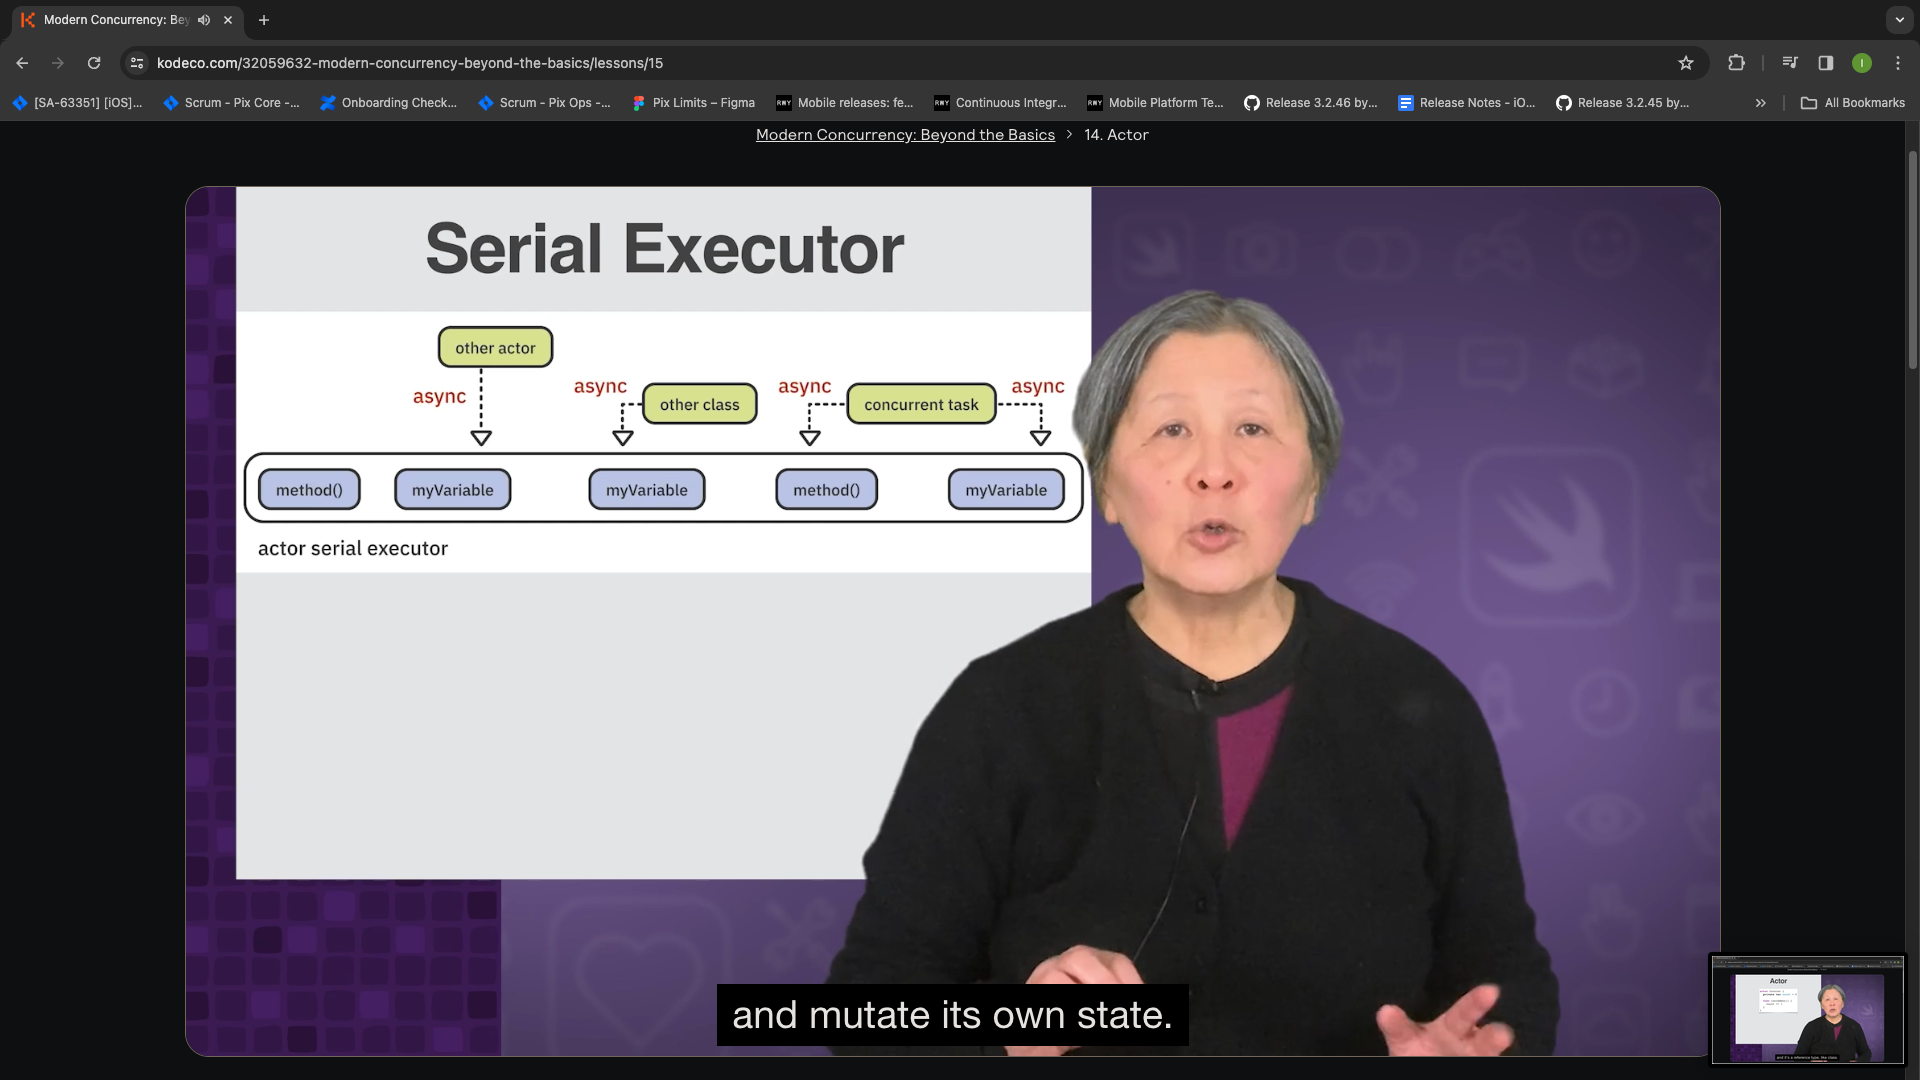 Modern Concurrency: Bey
kodeco.com/32059632-modern-concurrency-beyond-the-basics/lessons/15
[SA-63351] [iOS]...
Scrum - Pix Core -...
Onboarding Check...
Scrum - Pix Ops -...
Pix Limits – Figma
RWY
Mobile releases: fe...
RWY
Continuous Integr...
RWY
Mobile Platform Te...
Release 3.2.46 by...
Release Notes - iO...
Release 3.2.45 by...
All Bookmarks
Modern Concurrency: Beyond the Basics > 14. Actor
Serial Executor
other actor
async
async
other class
async
concurrent task
async
method()
myVariable
myVariable
method()
myVariable
actor serial executor
and mutate its own state.
Actor